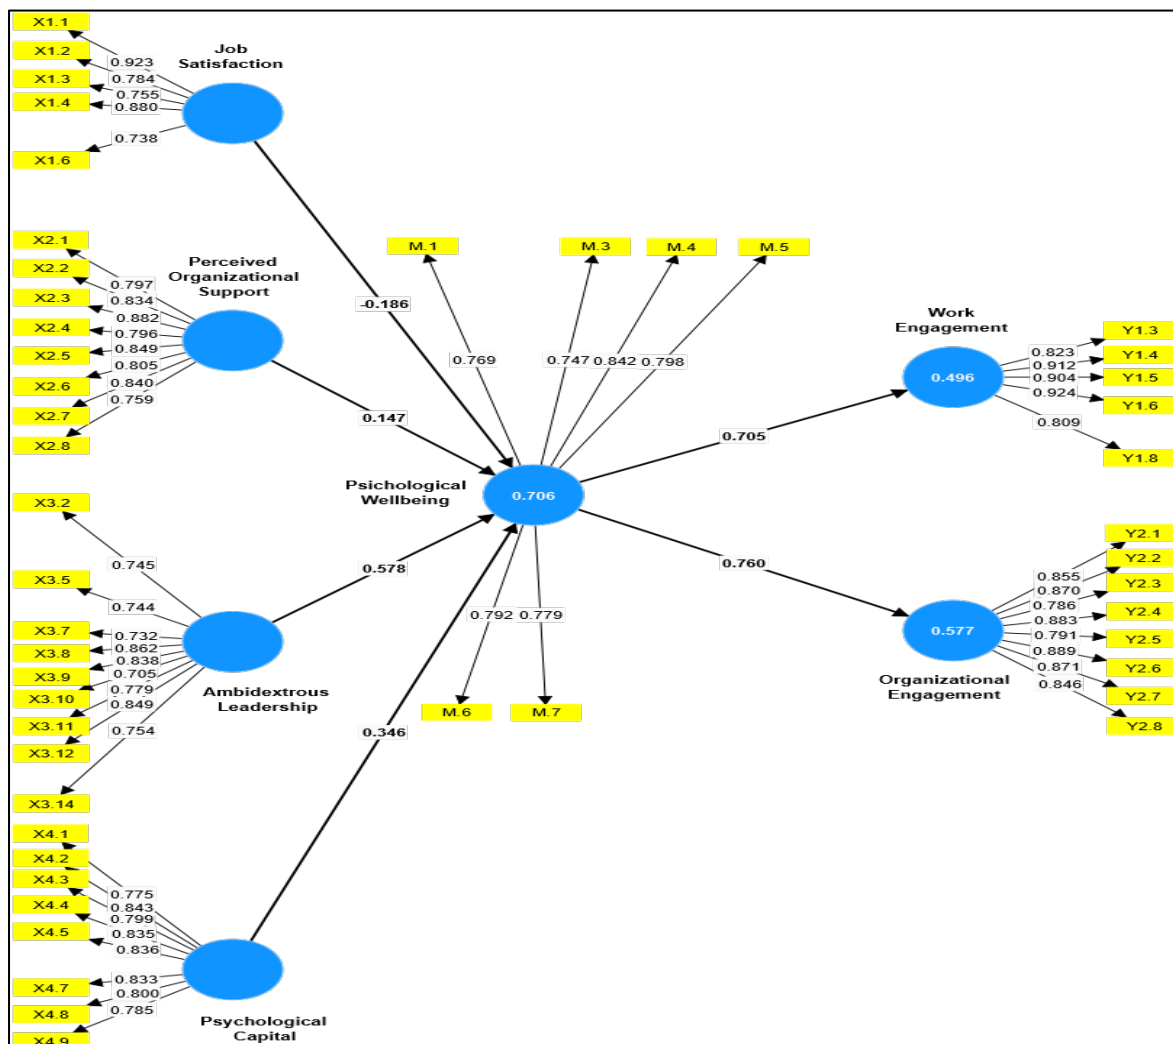 X1.1
X1.2
X1.3
X1.4
X1.6
0.923
0.784
0.755
0.880
0.738
Job
Satisfaction
X2.1
X2.2
X2.3
X2.4
X2.5
X2.6
X2.7
X2.8
0.797
0.834
0.882
0.796
0.849
0.805
0.840
0.759
Perceived
Organizational
Support
X3.2
X3.5
X3.7
X3.8
X3.9
X3.10
X3.11
X3.12
X3.14
0.745
0.744
0.732
0.862
0.838
0.705
0.779
0.849
0.754
Ambidextrous
Leadership
X4.1
X4.2
X4.3
X4.4
X4.5
X4.7
X4.8
X4.9
0.775
0.843
0.799
0.835
0.836
0.833
0.800
0.785
Psychological
Capital
-0.186
0.147
0.578
0.346
M.1
M.3
M.4
M.5
0.769
0.747
0.842
0.798
Psichological
Wellbeing
0.706
0.792
0.779
M.6
M.7
0.705
0.760
Work
Engagement
0.496
0.823
0.912
0.904
0.924
0.809
Y1.3
Y1.4
Y1.5
Y1.6
Y1.8
0.577
Organizational
Engagement
0.855
0.870
0.786
0.883
0.791
0.889
0.871
0.846
Y2.1
Y2.2
Y2.3
Y2.4
Y2.5
Y2.6
Y2.7
Y2.8